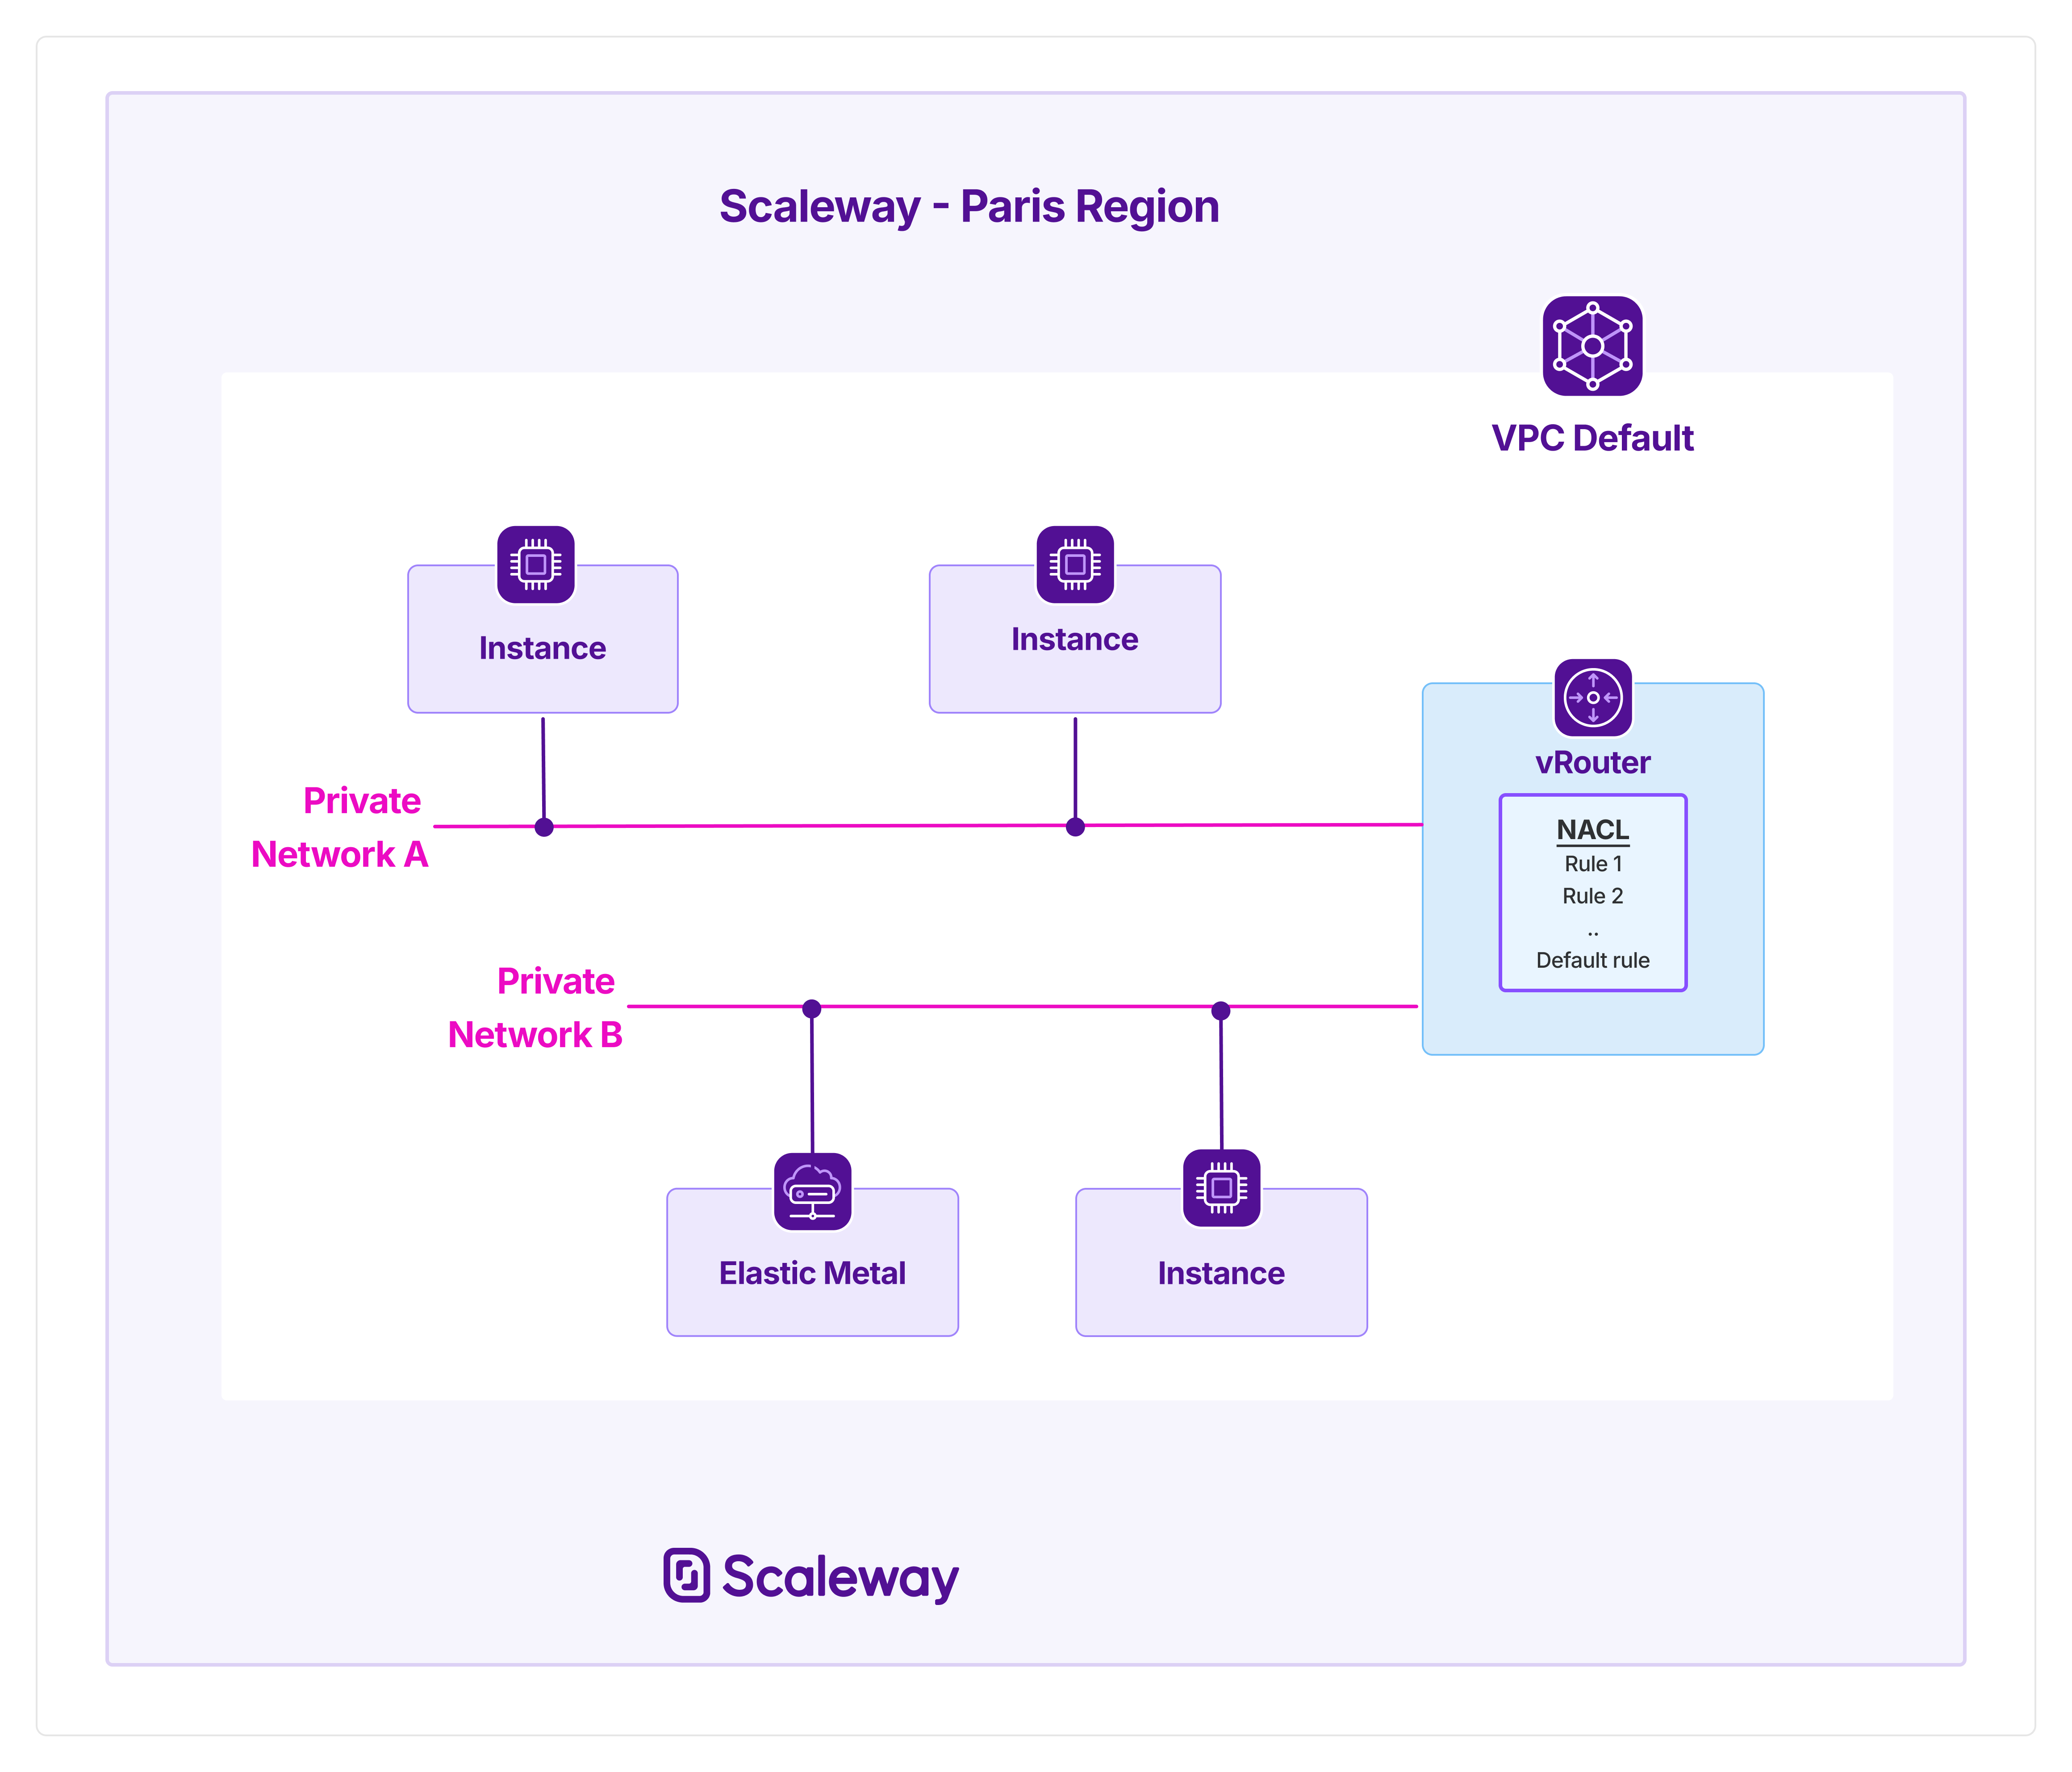 Scaleway - Paris Region
VPC Default
Instance
Instance
vRouter
NACL
Rule 1
Rule 2
..
Default rule
Private
Network A
Private
Network B
Elastic Metal
Instance
Scaleway